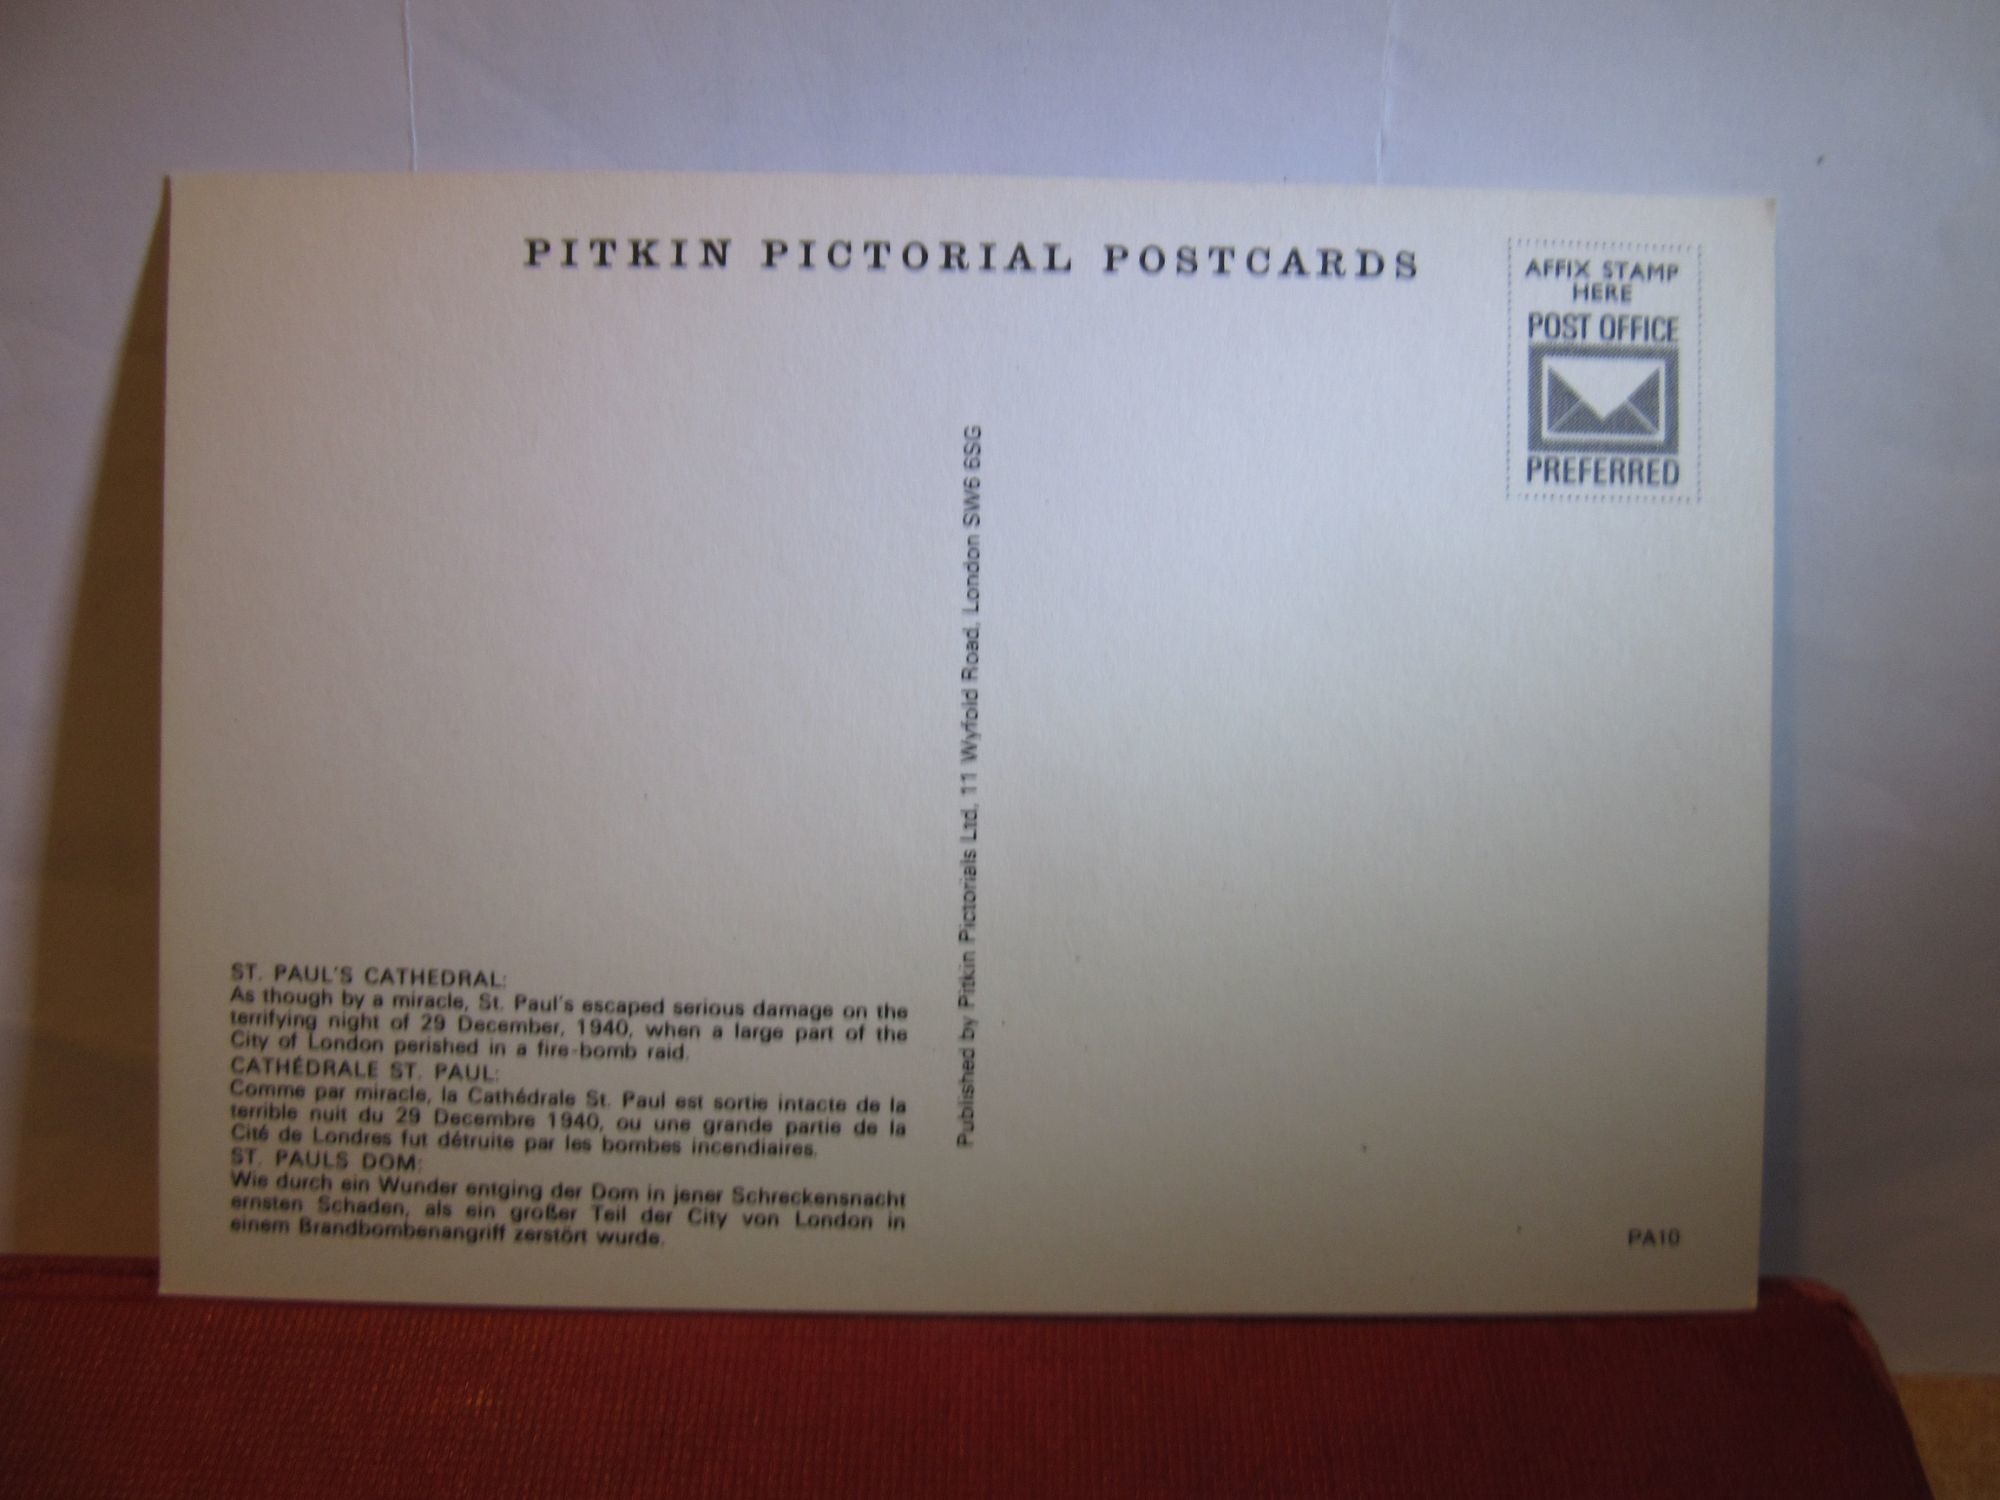 PITKIN PICTORIAL POSTCARDS
AFFIX STAMP
HERE
POST OFFICE
PREFERRED
Published by Pitkin Pictorials Ltd, 11 Wyfold Road, London SW6 6SG
ST. PAUL'S CATHEDRAL:
As though by a miracle, St. Paul's escaped serious damage on the
terrifying night of 29 December, 1940, when a large part of the
City of London perished in a fire-bomb raid.
CATHÉDRALE ST. PAUL:
Comme par miracle, la Cathédrale St. Paul est sortie intacte de la
terrible nuit du 29 Decembre 1940, ou une grande partie de la
Cité de Londres fut détruite par les bombes incendiaires.
ST. PAULS DOM:
Wie durch ein Wunder entging der Dom in jener Schreckensnacht
ernsten Schaden, als ein großer Teil der City von London in
einem Brandbombenangriff zerstört wurde.
PA10